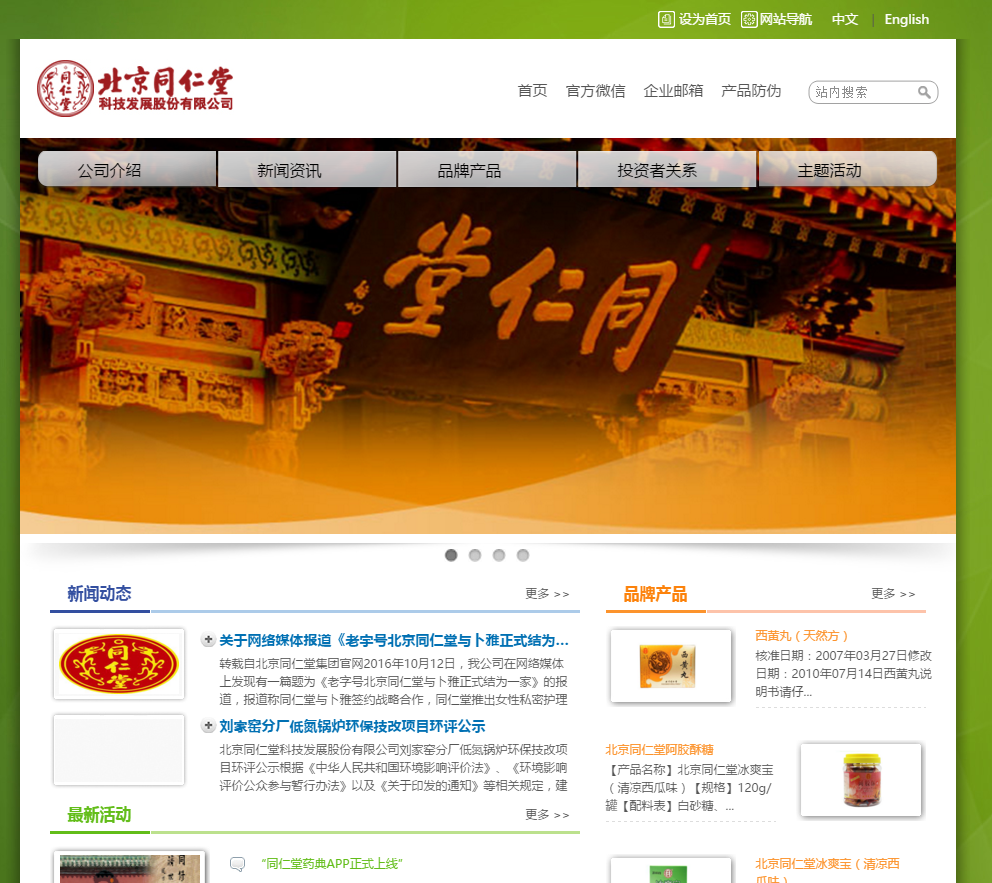 设为首页 网站导航 中文 | English
同仁堂
北京同仁堂
科技发展股份有限公司
首页 官方微信 企业邮箱 产品防伪 站内搜索
公司介绍 新闻资讯 品牌产品 投资者关系 主题活动
同仁堂
新闻动态 更多 >>
同仁堂
关于网络媒体报道《老字号北京同仁堂与卜雅正式结为...
转载自北京同仁堂集团官网2016年10月12日，我公司在网络媒体
上发现有一篇题为《老字号北京同仁堂与卜雅正式结为一家》的报
道，报道称同仁堂与卜雅签约战略合作，同仁堂推出女性私密护理
刘家窑分厂低氮锅炉环保技改项目环评公示
北京同仁堂科技发展股份有限公司刘家窑分厂低氮锅炉环保技改项
目环评公示根据《中华人民共和国环境影响评价法》、《环境影响
评价公众参与暂行办法》以及《关于印发的通知》等相关规定，建
最新活动 更多 >>
“同仁堂药典APP正式上线”
品牌产品 更多 >>
西黄丸
西黄丸（天然方）
核准日期：2007年03月27日修改
日期：2010年07月14日西黄丸说
明书请仔...
北京同仁堂阿胶酥糖
【产品名称】北京同仁堂冰爽宝
（清凉西瓜味）【规格】120g/
罐【配料表】白砂糖、...
北京同仁堂冰爽宝（清凉西
瓜味）